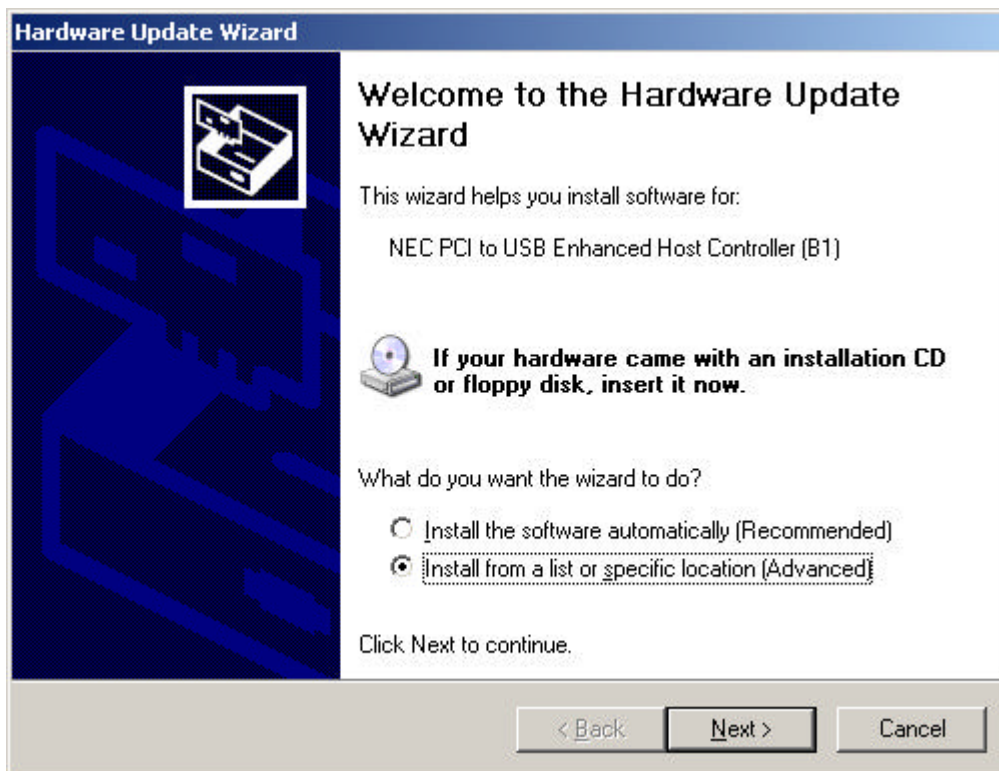 Hardware Update Wizard
Welcome to the Hardware Update
Wizard
This wizard helps you install software for:
NEC PCI to USB Enhanced Host Controller (B1)
If your hardware came with an installation CD
or floppy disk, insert it now.
What do you want the wizard to do?
Install the software automatically (Recommended)
Install from a list or specific location (Advanced)
Click Next to continue.
< Back Next > Cancel